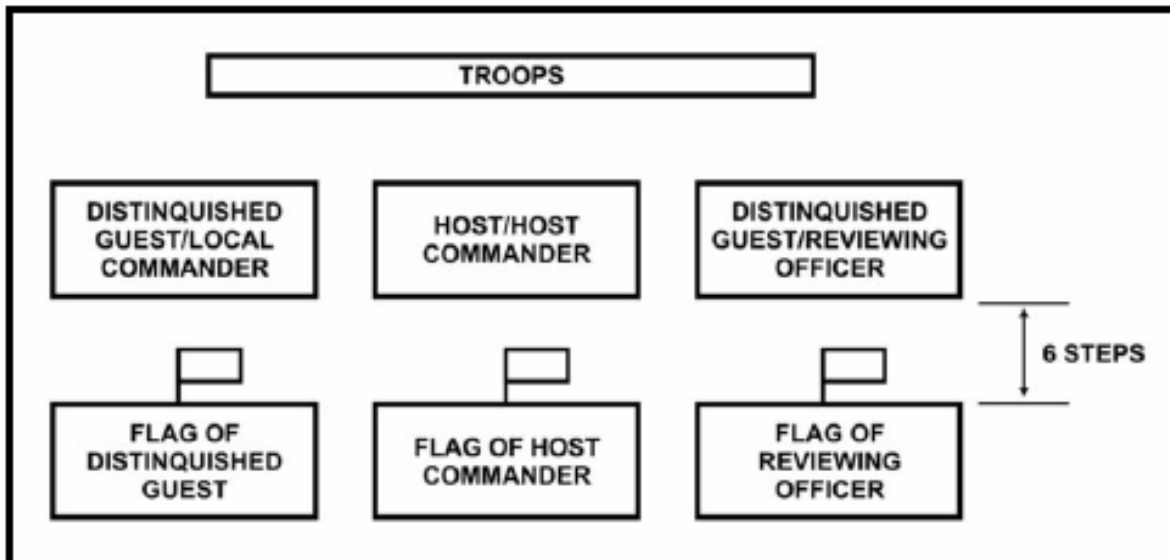 TROOPS
DISTINQUISHED
GUEST/LOCAL
COMMANDER
HOST/HOST
COMMANDER
DISTINQUISHED
GUEST/REVIEWING
OFFICER
6 STEPS
FLAG OF
DISTINQUISHED
GUEST
FLAG OF HOST
COMMANDER
FLAG OF
REVIEWING
OFFICER